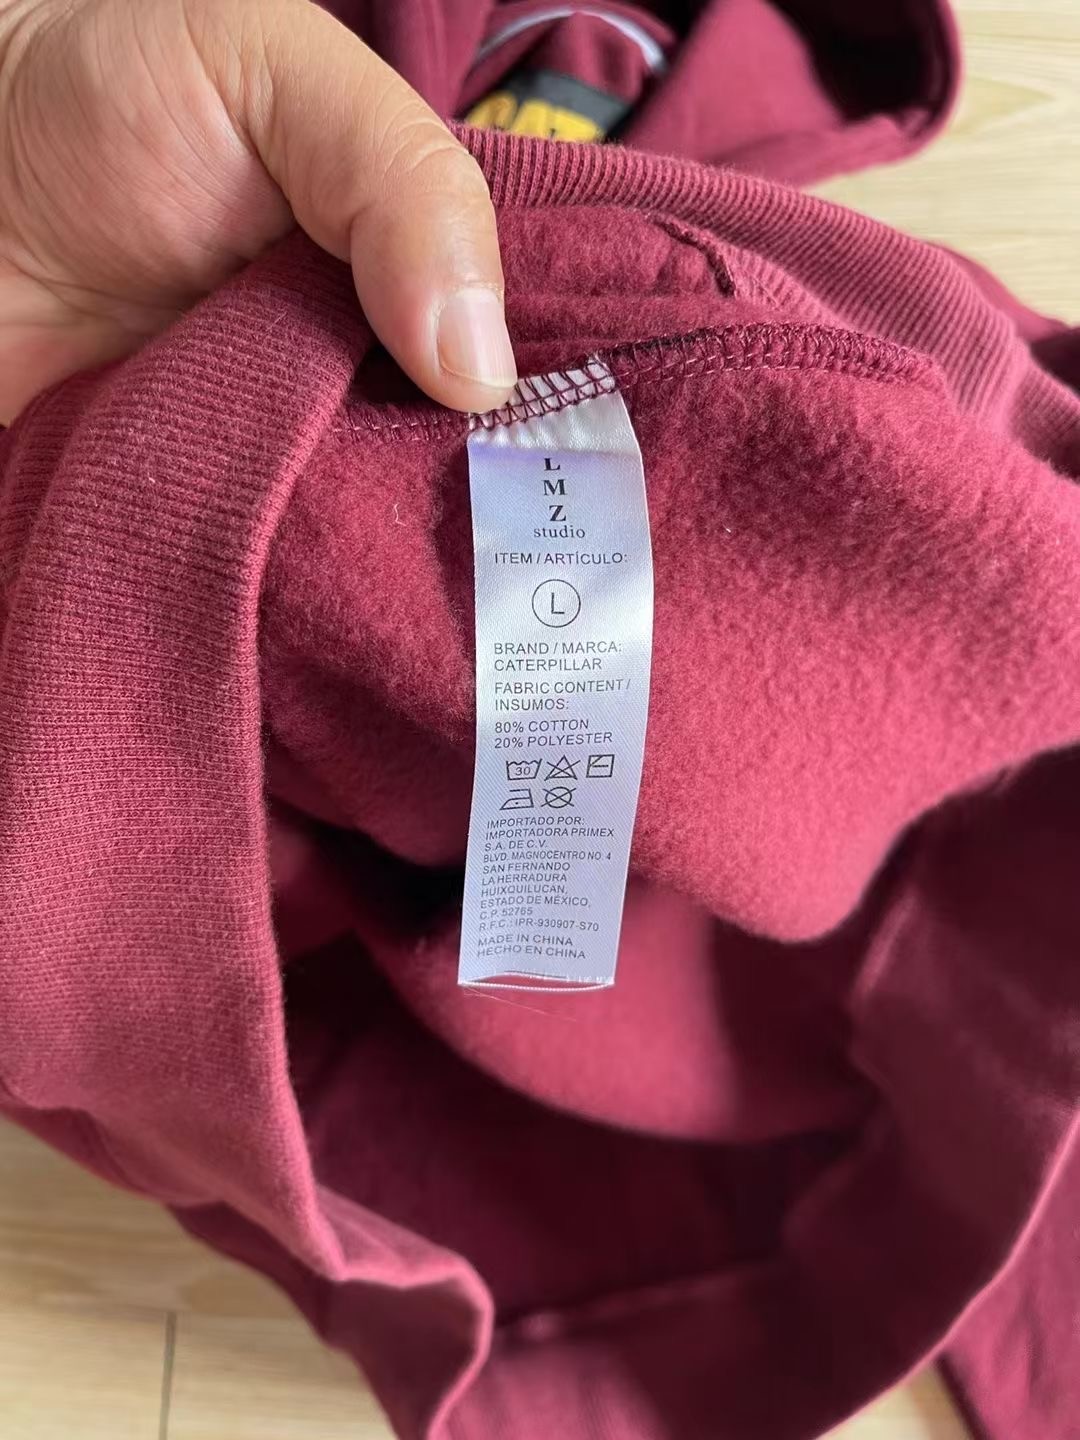 CAT
L
M
Z
studio
ITEM / ARTÍCULO:
L
BRAND / MARCA:
CATERPILLAR
FABRIC CONTENT /
INSUMOS:
80% COTTON
20% POLYESTER
30
IMPORTADO POR:
IMPORTADORA PRIMEX
S.A. DE C.V.
BLVD. MAGNOCENTRO NO. 4
SAN FERNANDO
LA HERRADURA
HUIXQUILUCAN,
ESTADO DE MÉXICO,
C.P. 52765
R.F.C.: IPR-930907-S70
MADE IN CHINA
HECHO EN CHINA